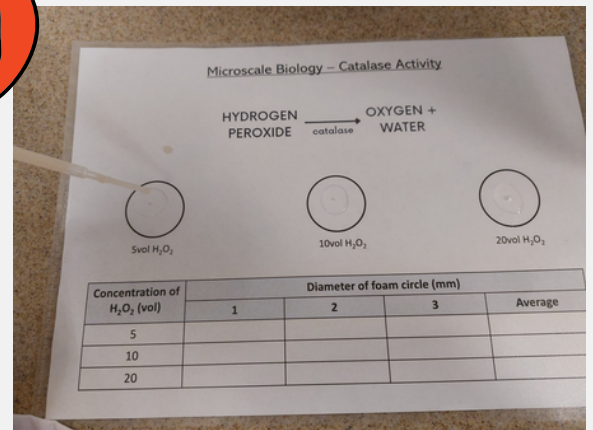 Microscale Biology – Catalase Activity
HYDROGEN PEROXIDE catalase OXYGEN + WATER
5vol H₂O₂
10vol H₂O₂
20vol H₂O₂
Concentration of H₂O₂ (vol)
Diameter of foam circle (mm)
1 2 3 Average
5
10
20